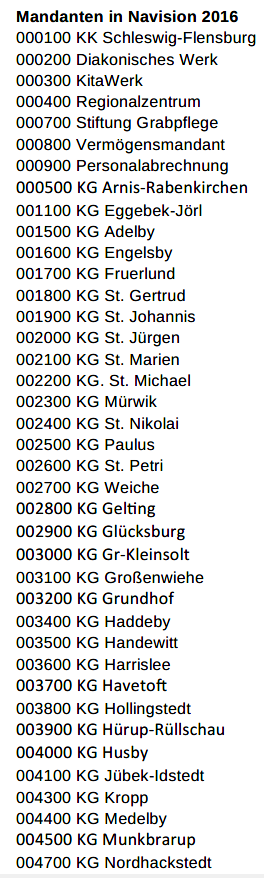 Mandanten in Navision 2016
000100 KK Schleswig-Flensburg
000200 Diakonisches Werk
000300 KitaWerk
000400 Regionalzentrum
000700 Stiftung Grabpflege
000800 Vermögensmandant
000900 Personalabrechnung
000500 KG Arnis-Rabenkirchen
001100 KG Eggebek-Jörl
001500 KG Adelby
001600 KG Engelsby
001700 KG Fruerlund
001800 KG St. Gertrud
001900 KG St. Johannis
002000 KG St. Jürgen
002100 KG St. Marien
002200 KG. St. Michael
002300 KG Mürwik
002400 KG St. Nikolai
002500 KG Paulus
002600 KG St. Petri
002700 KG Weiche
002800 KG Gelting
002900 KG Glücksburg
003000 KG Gr-Kleinsolt
003100 KG Großenwiehe
003200 KG Grundhof
003400 KG Haddeby
003500 KG Handewitt
003600 KG Harrislee
003700 KG Havetoft
003800 KG Hollingstedt
003900 KG Hürup-Rüllschau
004000 KG Husby
004100 KG Jübek-Idstedt
004300 KG Kropp
004400 KG Medelby
004500 KG Munkbrarup
004700 KG Nordhackstedt